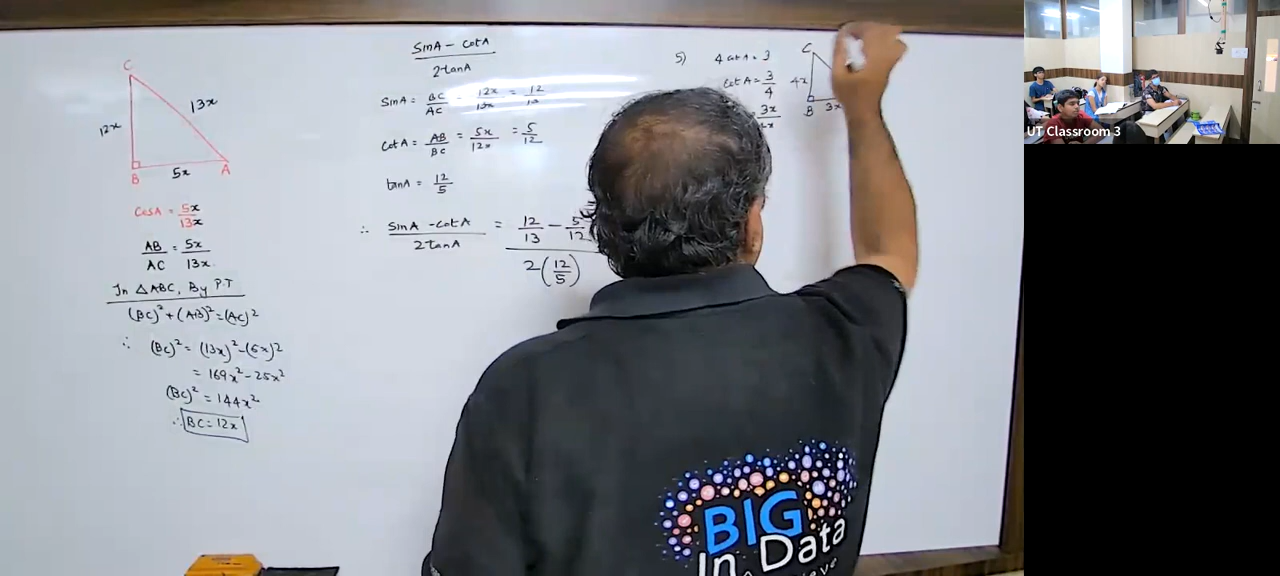 C
13x
12x
B
5x
A
CosA = 5x/13x
AB/AC = 5x/13x
In △ABC, By P.T
(BC)² + (AB)² = (AC)²
∴ (BC)² = (13x)² - (5x)²
= 169x² - 25x²
(BC)² = 144x²
∴ BC = 12x
SinA - CotA / 2tanA
SinA = BC/AC = 12x/13x = 12/13
CotA = AB/BC = 5x/12x = 5/12
tanA = 12/5
∴ SinA - CotA / 2tanA = 12/13 - 5/12 / 2(12/5)
5) 4 cotA = 3
CotA = 3/4
3x
C
4x
B
3x
UT Classroom 3
BIG
In Data